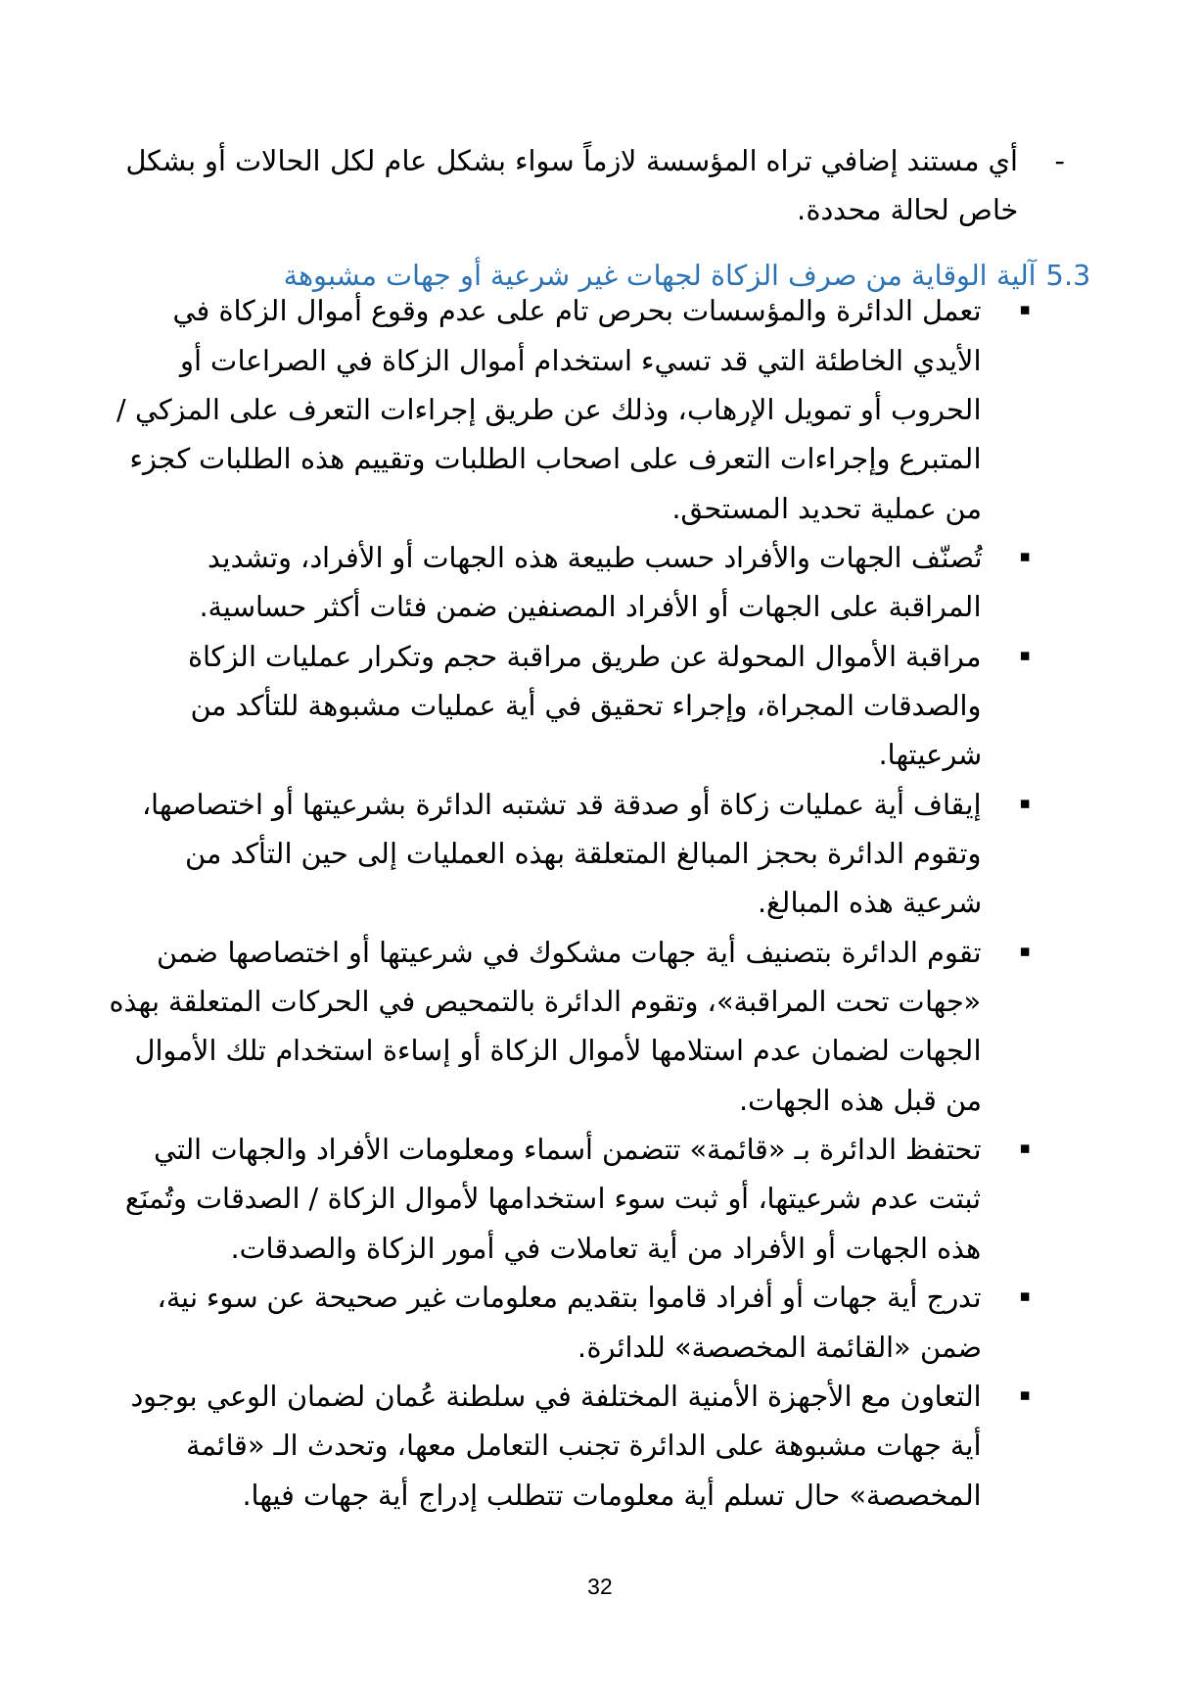 - أي مستند إضافي تراه المؤسسة لازماً سواء بشكل عام لكل الحالات أو بشكل
خاص لحالة محددة.
5.3 آلية الوقاية من صرف الزكاة لجهات غير شرعية أو جهات مشبوهة
▪ تعمل الدائرة والمؤسسات بحرص تام على عدم وقوع أموال الزكاة في
الأيدي الخاطئة التي قد تسيء استخدام أموال الزكاة في الصراعات أو
الحروب أو تمويل الإرهاب، وذلك عن طريق إجراءات التعرف على المزكي /
المتبرع وإجراءات التعرف على اصحاب الطلبات وتقييم هذه الطلبات كجزء
من عملية تحديد المستحق.
▪ تُصنّف الجهات والأفراد حسب طبيعة هذه الجهات أو الأفراد، وتشديد
المراقبة على الجهات أو الأفراد المصنفين ضمن فئات أكثر حساسية.
▪ مراقبة الأموال المحولة عن طريق مراقبة حجم وتكرار عمليات الزكاة
والصدقات المجراة، وإجراء تحقيق في أية عمليات مشبوهة للتأكد من
شرعيتها.
▪ إيقاف أية عمليات زكاة أو صدقة قد تشتبه الدائرة بشرعيتها أو اختصاصها،
وتقوم الدائرة بحجز المبالغ المتعلقة بهذه العمليات إلى حين التأكد من
شرعية هذه المبالغ.
▪ تقوم الدائرة بتصنيف أية جهات مشكوك في شرعيتها أو اختصاصها ضمن
«جهات تحت المراقبة»، وتقوم الدائرة بالتمحيص في الحركات المتعلقة بهذه
الجهات لضمان عدم استلامها لأموال الزكاة أو إساءة استخدام تلك الأموال
من قبل هذه الجهات.
▪ تحتفظ الدائرة بـ «قائمة» تتضمن أسماء ومعلومات الأفراد والجهات التي
ثبتت عدم شرعيتها، أو ثبت سوء استخدامها لأموال الزكاة / الصدقات وتُمنَع
هذه الجهات أو الأفراد من أية تعاملات في أمور الزكاة والصدقات.
▪ تدرج أية جهات أو أفراد قاموا بتقديم معلومات غير صحيحة عن سوء نية،
ضمن «القائمة المخصصة» للدائرة.
▪ التعاون مع الأجهزة الأمنية المختلفة في سلطنة عُمان لضمان الوعي بوجود
أية جهات مشبوهة على الدائرة تجنب التعامل معها، وتحدث الـ «قائمة
المخصصة» حال تسلم أية معلومات تتطلب إدراج أية جهات فيها.
32